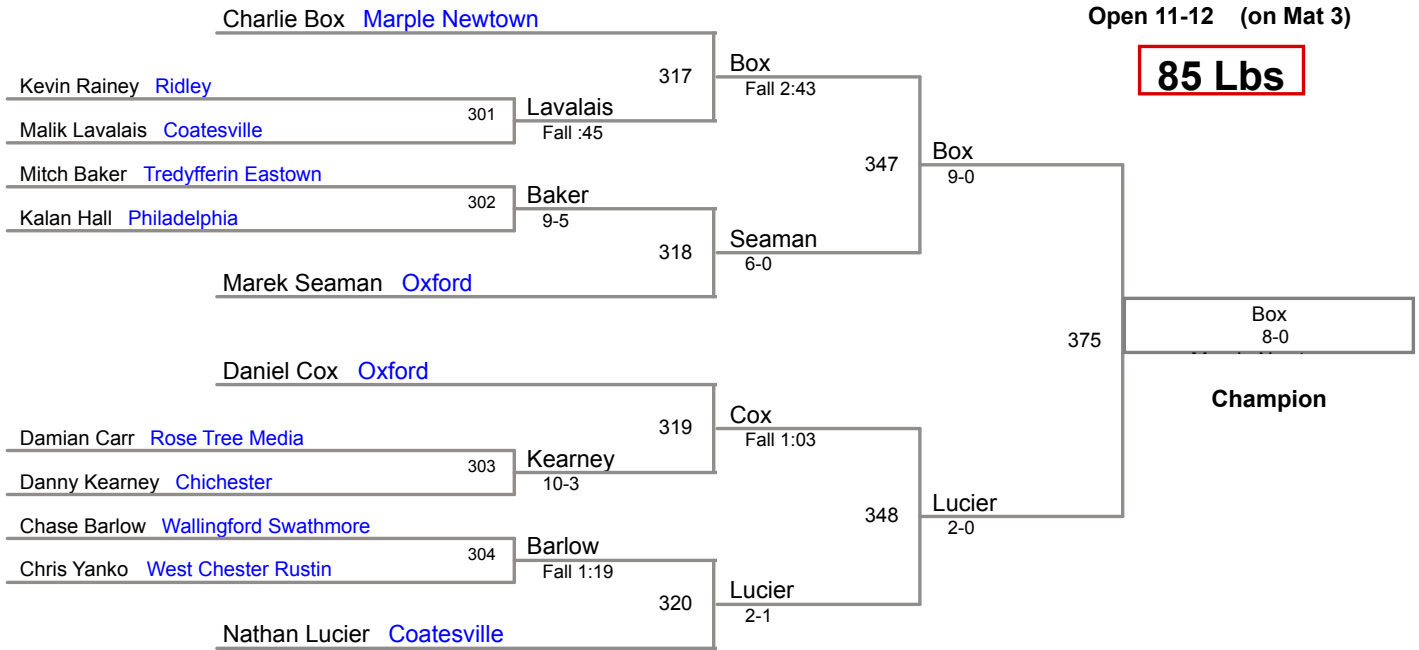 Charlie Box Marple Newtown
Open 11-12 (on Mat 3)
85 Lbs
317
Box
Fall 2:43
Kevin Rainey Ridley
301
Lavalais
Fall :45
Malik Lavalais Coatesville
347
Box
9-0
Mitch Baker Tredyfferin Eastown
302
Baker
9-5
Kalan Hall Philadelphia
318
Seaman
6-0
Marek Seaman Oxford
375
Box
8-0
Champion
Daniel Cox Oxford
319
Cox
Fall 1:03
Damian Carr Rose Tree Media
303
Kearney
10-3
Danny Kearney Chichester
348
Lucier
2-0
Chase Barlow Wallingford Swathmore
304
Barlow
Fall 1:19
Chris Yanko West Chester Rustin
320
Lucier
2-1
Nathan Lucier Coatesville